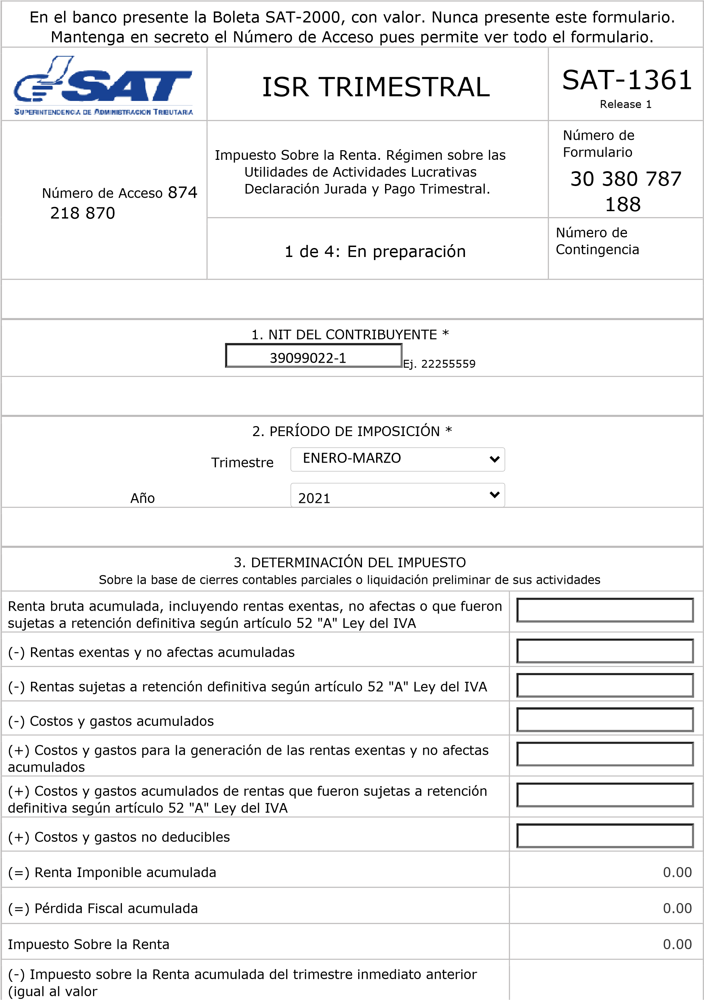 En el banco presente la Boleta SAT-2000, con valor. Nunca presente este formulario.
Mantenga en secreto el Número de Acceso pues permite ver todo el formulario.
SAT
SUPERINTENDENCIA DE ADMINISTRACION TRIBUTARIA
ISR TRIMESTRAL
SAT-1361
Release 1
Número de Acceso 874
218 870
Impuesto Sobre la Renta. Régimen sobre las
Utilidades de Actividades Lucrativas
Declaración Jurada y Pago Trimestral.
Número de
Formulario
30 380 787
188
1 de 4: En preparación
Número de
Contingencia
1. NIT DEL CONTRIBUYENTE *
39099022-1
Ej. 22255559
2. PERÍODO DE IMPOSICIÓN *
Trimestre
ENERO-MARZO
Año
2021
3. DETERMINACIÓN DEL IMPUESTO
Sobre la base de cierres contables parciales o liquidación preliminar de sus actividades
Renta bruta acumulada, incluyendo rentas exentas, no afectas o que fueron
sujetas a retención definitiva según artículo 52 "A" Ley del IVA
(-) Rentas exentas y no afectas acumuladas
(-) Rentas sujetas a retención definitiva según artículo 52 "A" Ley del IVA
(-) Costos y gastos acumulados
(+) Costos y gastos para la generación de las rentas exentas y no afectas
acumulados
(+) Costos y gastos acumulados de rentas que fueron sujetas a retención
definitiva según artículo 52 "A" Ley del IVA
(+) Costos y gastos no deducibles
(=) Renta Imponible acumulada
0.00
(=) Pérdida Fiscal acumulada
0.00
Impuesto Sobre la Renta
0.00
(-) Impuesto sobre la Renta acumulada del trimestre inmediato anterior
(igual al valor